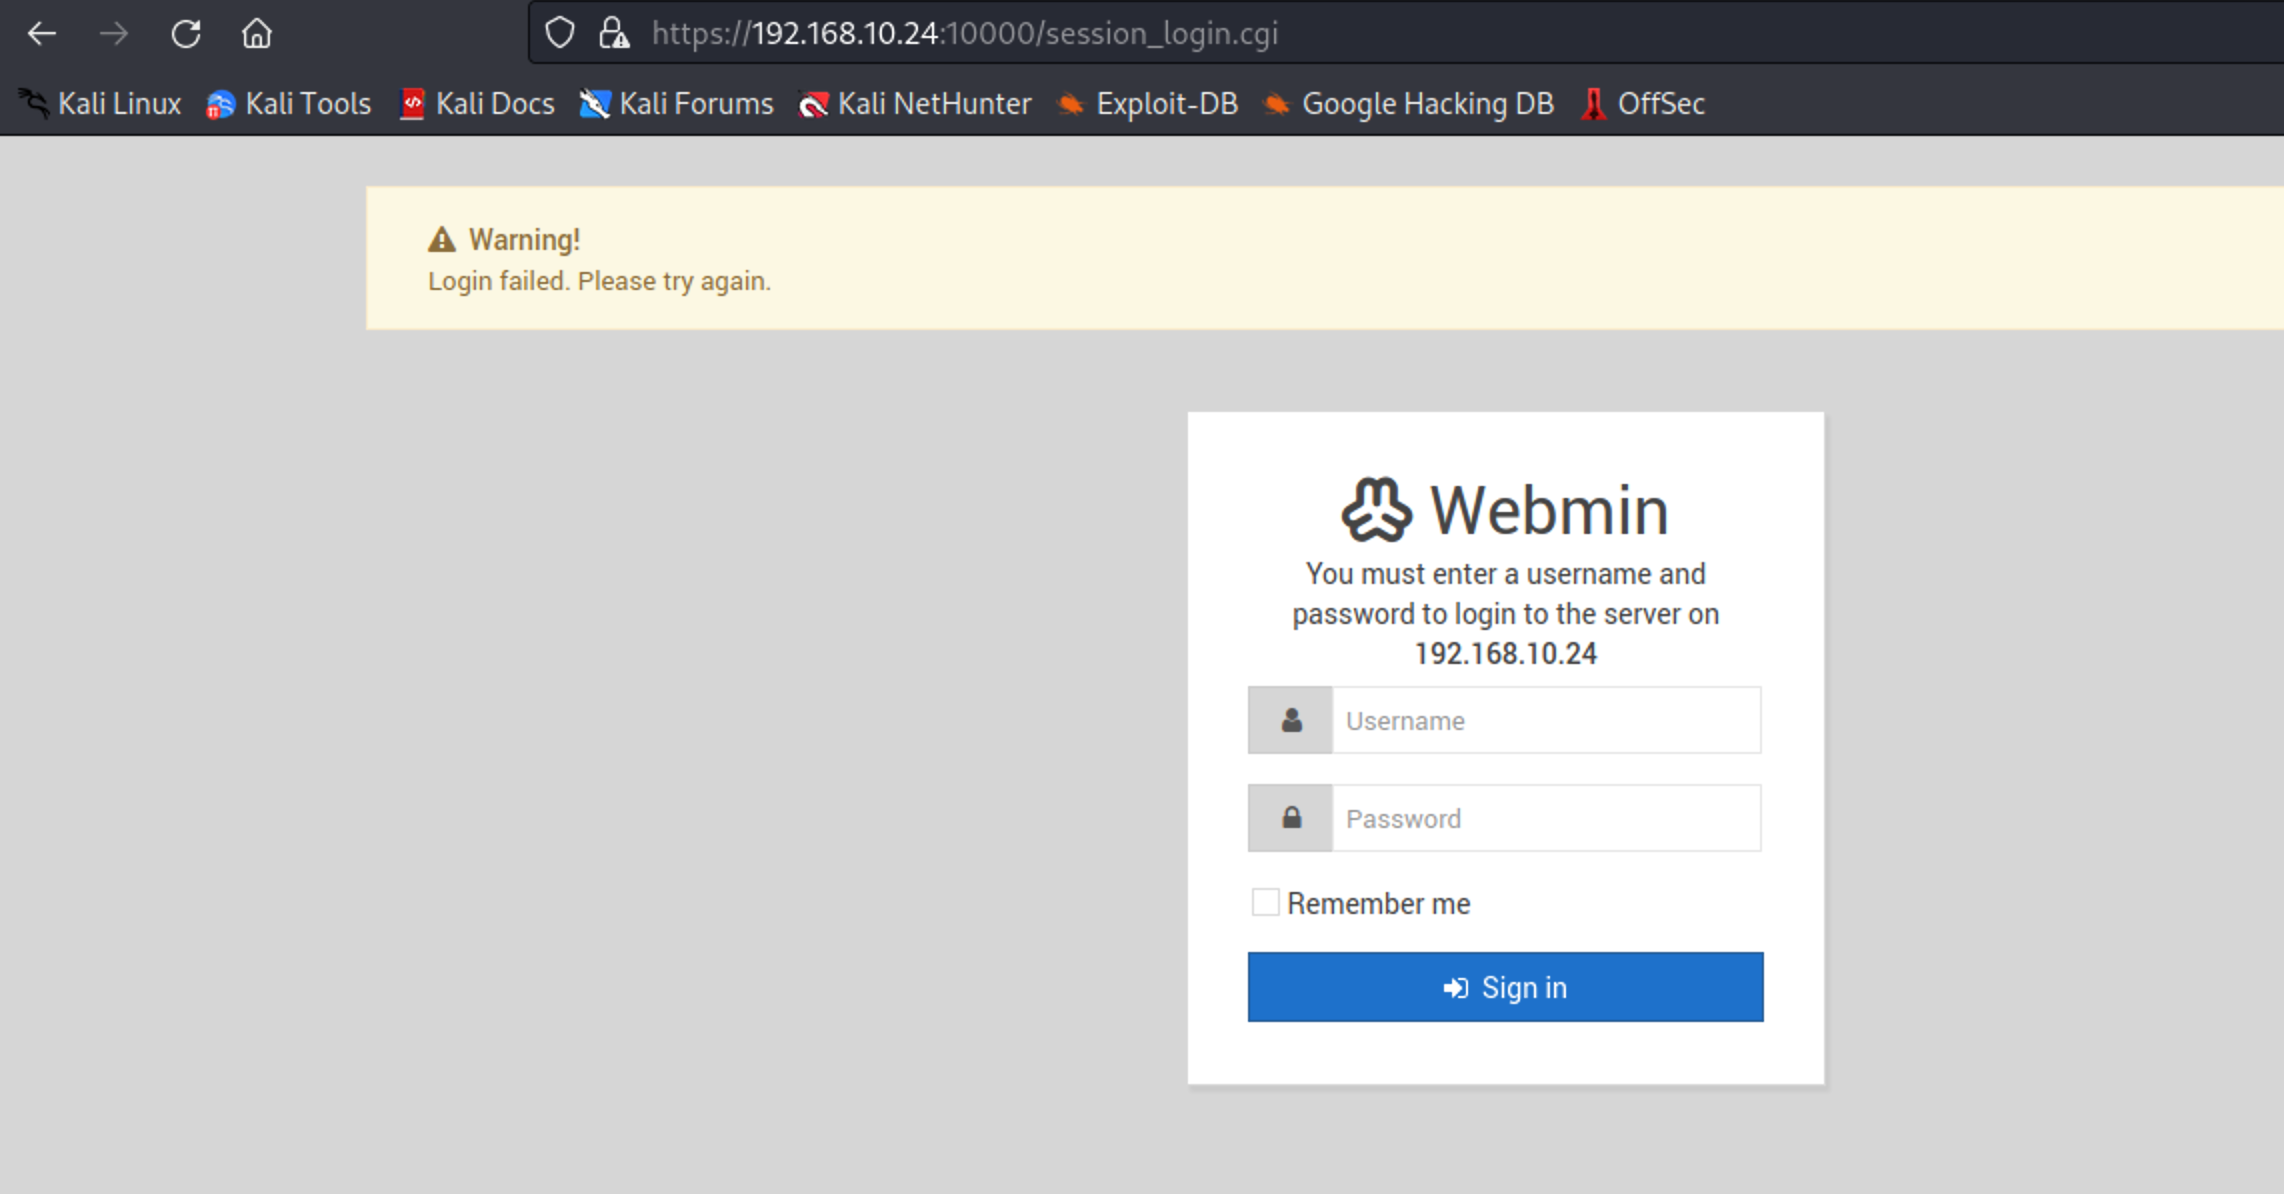 https://192.168.10.24:10000/session_login.cgi
Kali Linux Kali Tools Kali Docs Kali Forums Kali NetHunter Exploit-DB Google Hacking DB OffSec
Warning!
Login failed. Please try again.
Webmin
You must enter a username and
password to login to the server on
192.168.10.24
Username
Password
Remember me
Sign in